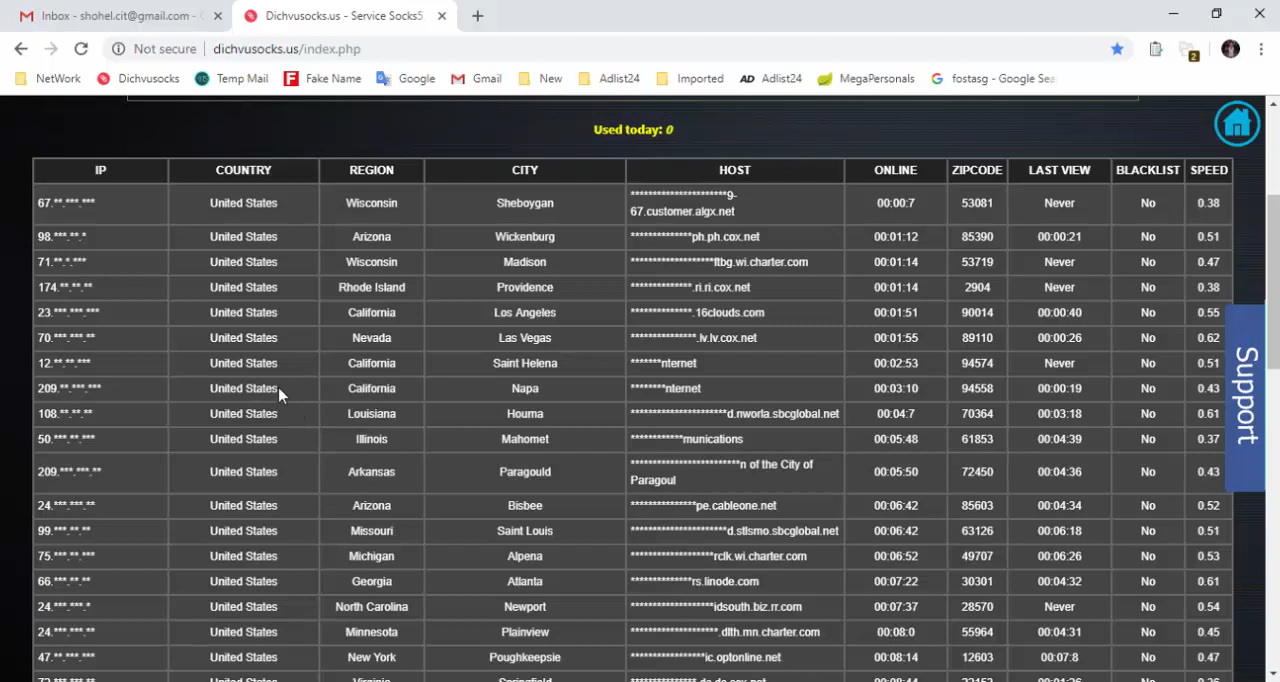 Inbox - shohel.cit@gmail.com - G
Dichvusocks.us - Service Socks5
Not secure | dichvusocks.us/index.php
2
NetWork Dichvusocks Temp Mail Fake Name Google Gmail New Adlist24 Imported AD Adlist24 MegaPersonals fostasg - Google Sea
Used today: 0
IP COUNTRY REGION CITY HOST ONLINE ZIPCODE LAST VIEW BLACKLIST SPEED
67.**.***.*** United States Wisconsin Sheboygan **********************9-67.customer.algx.net 00:00:7 53081 Never No 0.38
98.***.**.* United States Arizona Wickenburg **************ph.ph.cox.net 00:01:12 85390 00:00:21 No 0.51
71.**.*.*** United States Wisconsin Madison *******************ftbg.wi.charter.com 00:01:14 53719 Never No 0.47
174.***.**.** United States Rhode Island Providence **************.ri.ri.cox.net 00:01:14 2904 Never No 0.38
23.***.***.*** United States California Los Angeles **************.16clouds.com 00:01:51 90014 00:00:40 No 0.55
70.***.***.** United States Nevada Las Vegas ***************.lv.lv.cox.net 00:01:55 89110 00:00:26 No 0.62
12.**.**.*** United States California Saint Helena *******nternet 00:02:53 94574 Never No 0.51
209.**.***.*** United States California Napa ********nternet 00:03:10 94558 00:00:19 No 0.43
108.***.**.** United States Louisiana Houma **********************d.nworla.sbcglobal.net 00:04:7 70364 00:03:18 No 0.61
50.***.**.*** United States Illinois Mahomet ************munications 00:05:48 61853 00:04:39 No 0.37
209.***.***.** United States Arkansas Paragould *************************n of the City of
Paragoul 00:05:50 72450 00:04:36 No 0.43
24.***.***.** United States Arizona Bisbee ***************pe.cableone.net 00:06:42 85603 00:04:34 No 0.52
99.***.**.** United States Missouri Saint Louis **********************d.stlsmo.sbcglobal.net 00:06:42 63126 00:06:18 No 0.51
75.***.**.*** United States Michigan Alpena *******************rclk.wi.charter.com 00:06:52 49707 00:06:26 No 0.53
66.***.**.** United States Georgia Atlanta **************rs.linode.com 00:07:22 30301 00:04:32 No 0.61
24.***.***.* United States North Carolina Newport *******************idsouth.biz.rr.com 00:07:37 28570 Never No 0.54
24.***.**.*** United States Minnesota Plainview ********************.dlth.mn.charter.com 00:08:0 55964 00:04:31 No 0.45
47.**.***.*** United States New York Poughkeepsie *****************ic.optonline.net 00:08:14 12603 00:07:8 No 0.47
Support